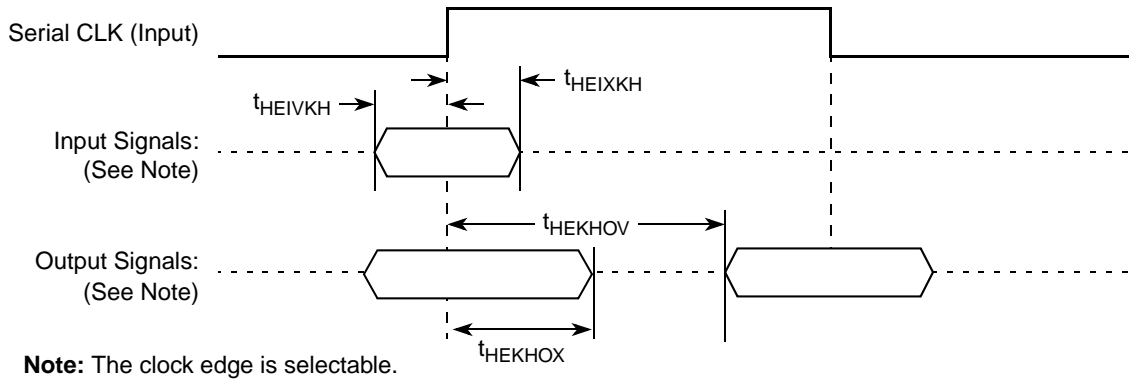 Serial CLK (Input)
tHEIXKH
tHEIVKH
Input Signals:
(See Note)
tHEKHOV
Output Signals:
(See Note)
tHEKHOX
Note: The clock edge is selectable.